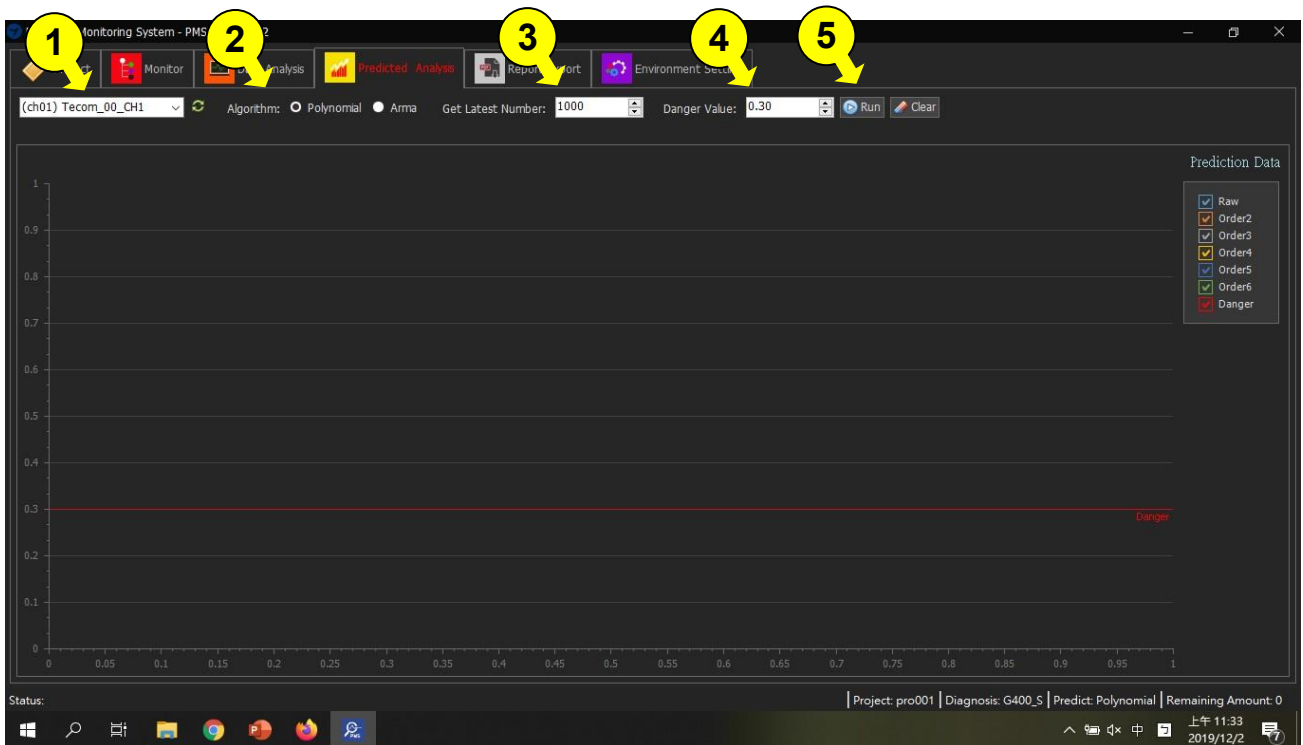 1 2 3 4 5
Monitoring System - PMS
Monitor Analysis Predicted Analysis Report Environment
(ch01) Tecom_00_CH1 Algorithm: Polynomial Arma Get Latest Number: 1000 Danger Value: 0.30 Run Clear
Prediction Data
Raw
Order2
Order3
Order4
Order5
Order6
Danger
1
0.9
0.8
0.7
0.6
0.5
0.4
0.3
Danger
0.2
0.1
0
0 0.05 0.1 0.15 0.2 0.25 0.3 0.35 0.4 0.45 0.5 0.55 0.6 0.65 0.7 0.75 0.8 0.85 0.9 0.95 1
Status: Project: pro001 Diagnosis: G400_S Predict: Polynomial Remaining Amount: 0
PMS 中 上午 11:33
2019/12/2 7